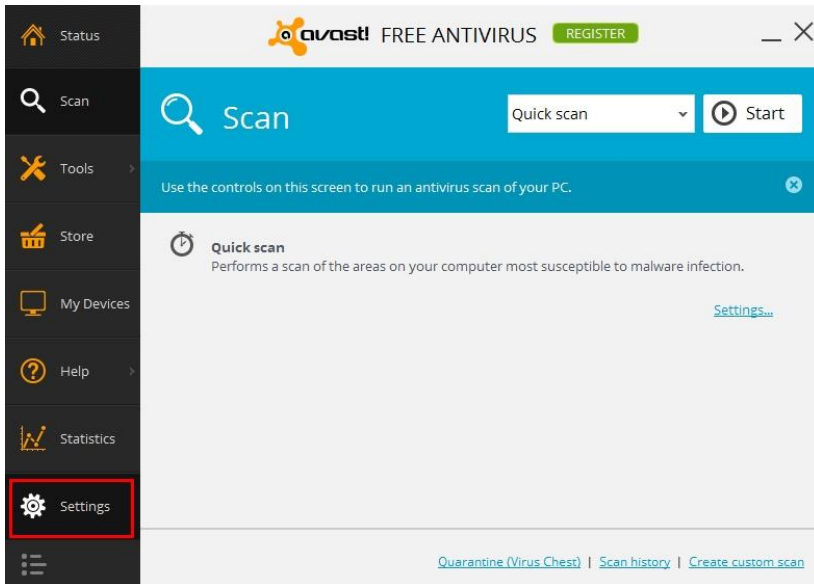 Status
Scan
Tools
Store
My Devices
Help
Statistics
Settings
avast! FREE ANTIVIRUS REGISTER
Scan
Quick scan
Start
Use the controls on this screen to run an antivirus scan of your PC.
Quick scan
Performs a scan of the areas on your computer most susceptible to malware infection.
Settings...
Quarantine (Virus Chest) | Scan history | Create custom scan